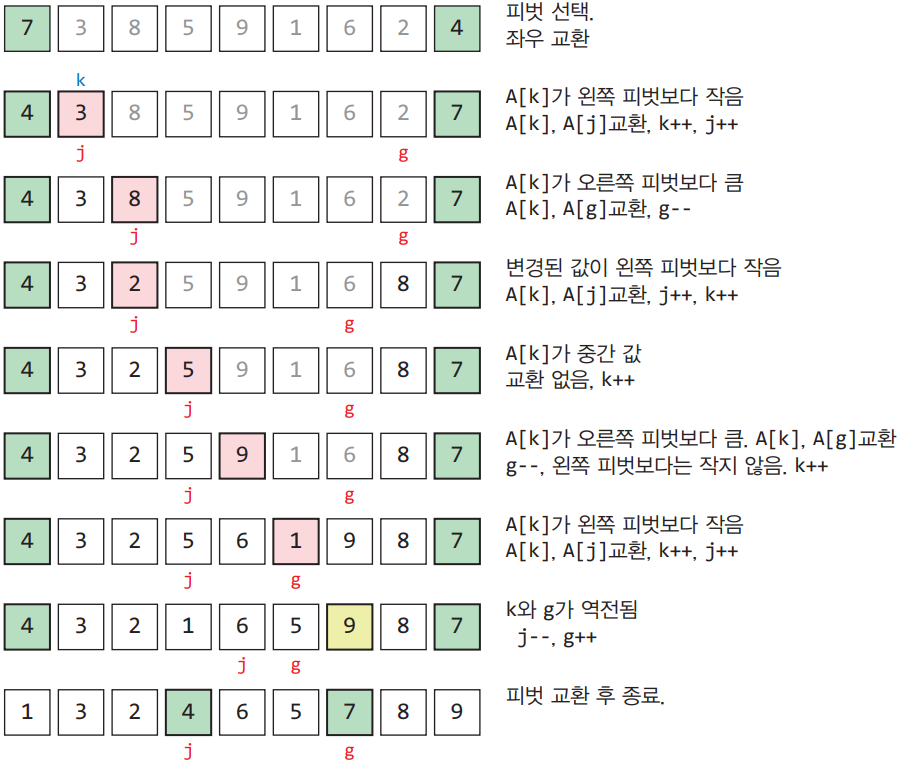 7 3 8 5 9 1 6 2 4
피벗 선택.
좌우 교환
k
4 3 8 5 9 1 6 2 7
j g
A[k]가 왼쪽 피벗보다 작음
A[k], A[j]교환, k++, j++
4 3 8 5 9 1 6 2 7
j g
A[k]가 오른쪽 피벗보다 큼
A[k], A[g]교환, g--
4 3 2 5 9 1 6 8 7
j g
변경된 값이 왼쪽 피벗보다 작음
A[k], A[j]교환, j++, k++
4 3 2 5 9 1 6 8 7
j g
A[k]가 중간 값
교환 없음, k++
4 3 2 5 9 1 6 8 7
j g
A[k]가 오른쪽 피벗보다 큼. A[k], A[g]교환
g--, 왼쪽 피벗보다는 작지 않음. k++
4 3 2 5 6 1 9 8 7
j g
A[k]가 왼쪽 피벗보다 작음
A[k], A[j]교환, k++, j++
4 3 2 1 6 5 9 8 7
j g
k와 g가 역전됨
j--, g++
1 3 2 4 6 5 7 8 9
j g
피벗 교환 후 종료.